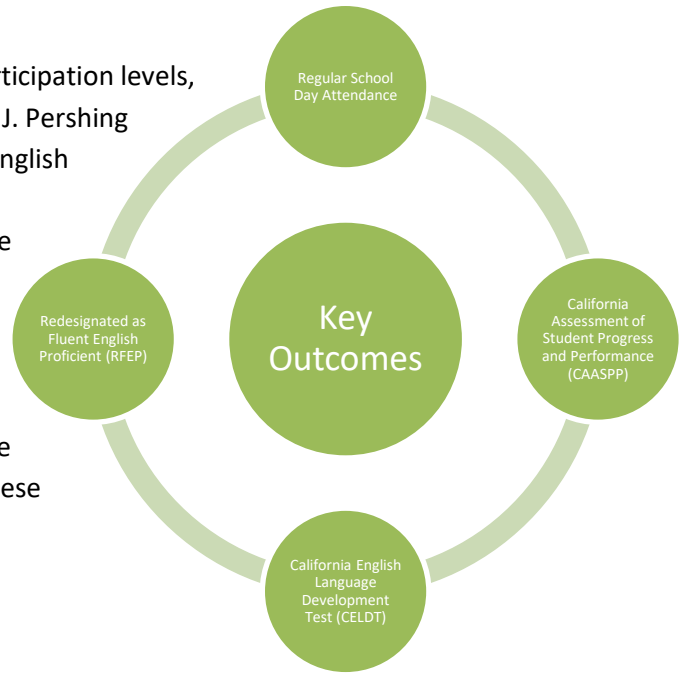 rticipation levels,
J. Pershing
nglish
e
e
ese
Regular School
Day Attendance
Key
Outcomes
California
Assessment of
Student Progress
and Performance
(CAASPP)
California English
Language
Development
Test (CELDT)
Redesignated as
Fluent English
Proficient (RFEP)